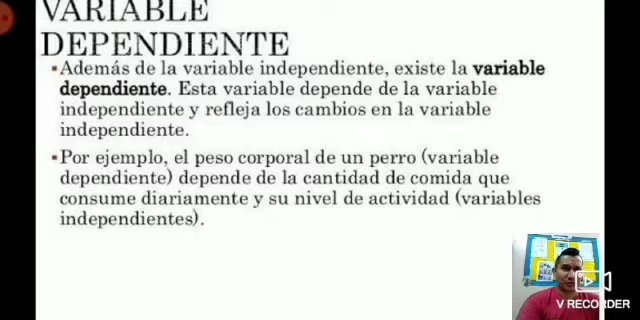 VARIABLE
DEPENDIENTE
▪Además de la variable independiente, existe la variable
dependiente. Esta variable depende de la variable
independiente y refleja los cambios en la variable
independiente.
▪Por ejemplo, el peso corporal de un perro (variable
dependiente) depende de la cantidad de comida que
consume diariamente y su nivel de actividad (variables
independientes).
V RECORDER